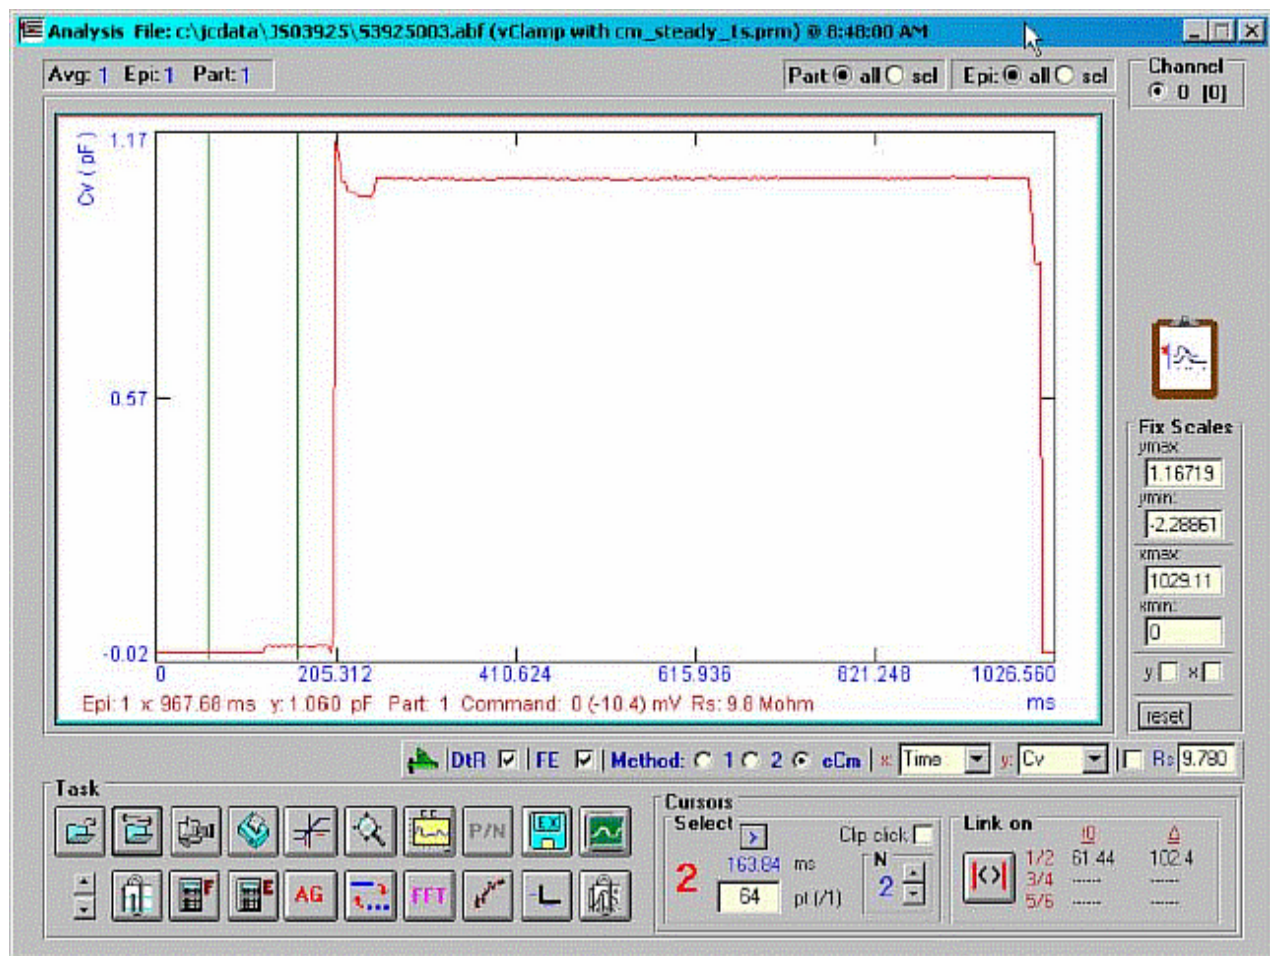 Analysis File: c:\jcdata\JS03925\53925003.abf (vClamp with cm_steady_1s.prm) @ 8:48:00 AM
Avg: 1 Epi: 1 Part: 1
Part: all sel Epi: all sel
Channel
0 [0]
Cv (pF)
1.17
0.57
-0.02
0 205.312 410.624 615.936 821.248 1026.560
ms
Epi: 1 x: 967.68 ms y: 1.060 pF Part: 1 Command: 0 (-10.4) mV Rs: 9.8 Mohm
Fix Scales
ymax
1.16719
ymin:
-2.28861
xmax
1029.11
xmin:
0
y x
reset
DtR FE Method: 1 2 eCm x: Time y: Cv Rs 9.780
Task
P/N
EX
F
E
AG
FFT
Cursors
Select >
Clip click
2
163.84 ms
64 pt (/1)
N
2
Link on
|<>|
I0 Δ
1/2 61.44 102.4
3/4 ----- -----
5/6 ----- -----